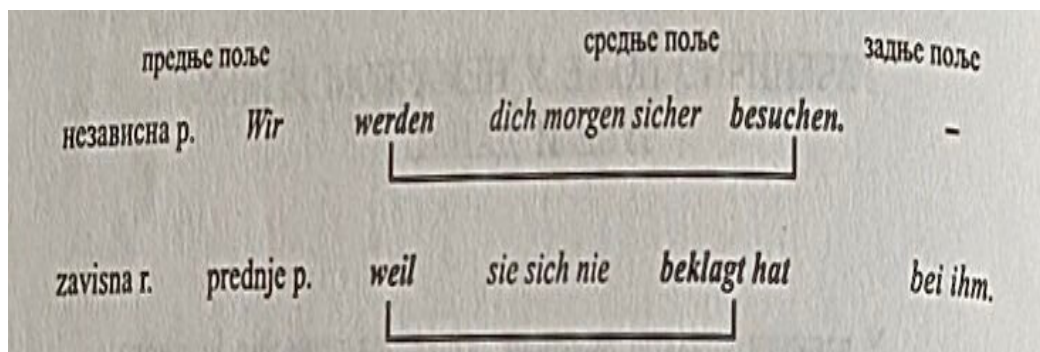 предње поље средње поље задње поље
независна р. Wir werden dich morgen sicher besuchen. –
zavisna r. prednje p. weil sie sich nie beklagt hat bei ihm.